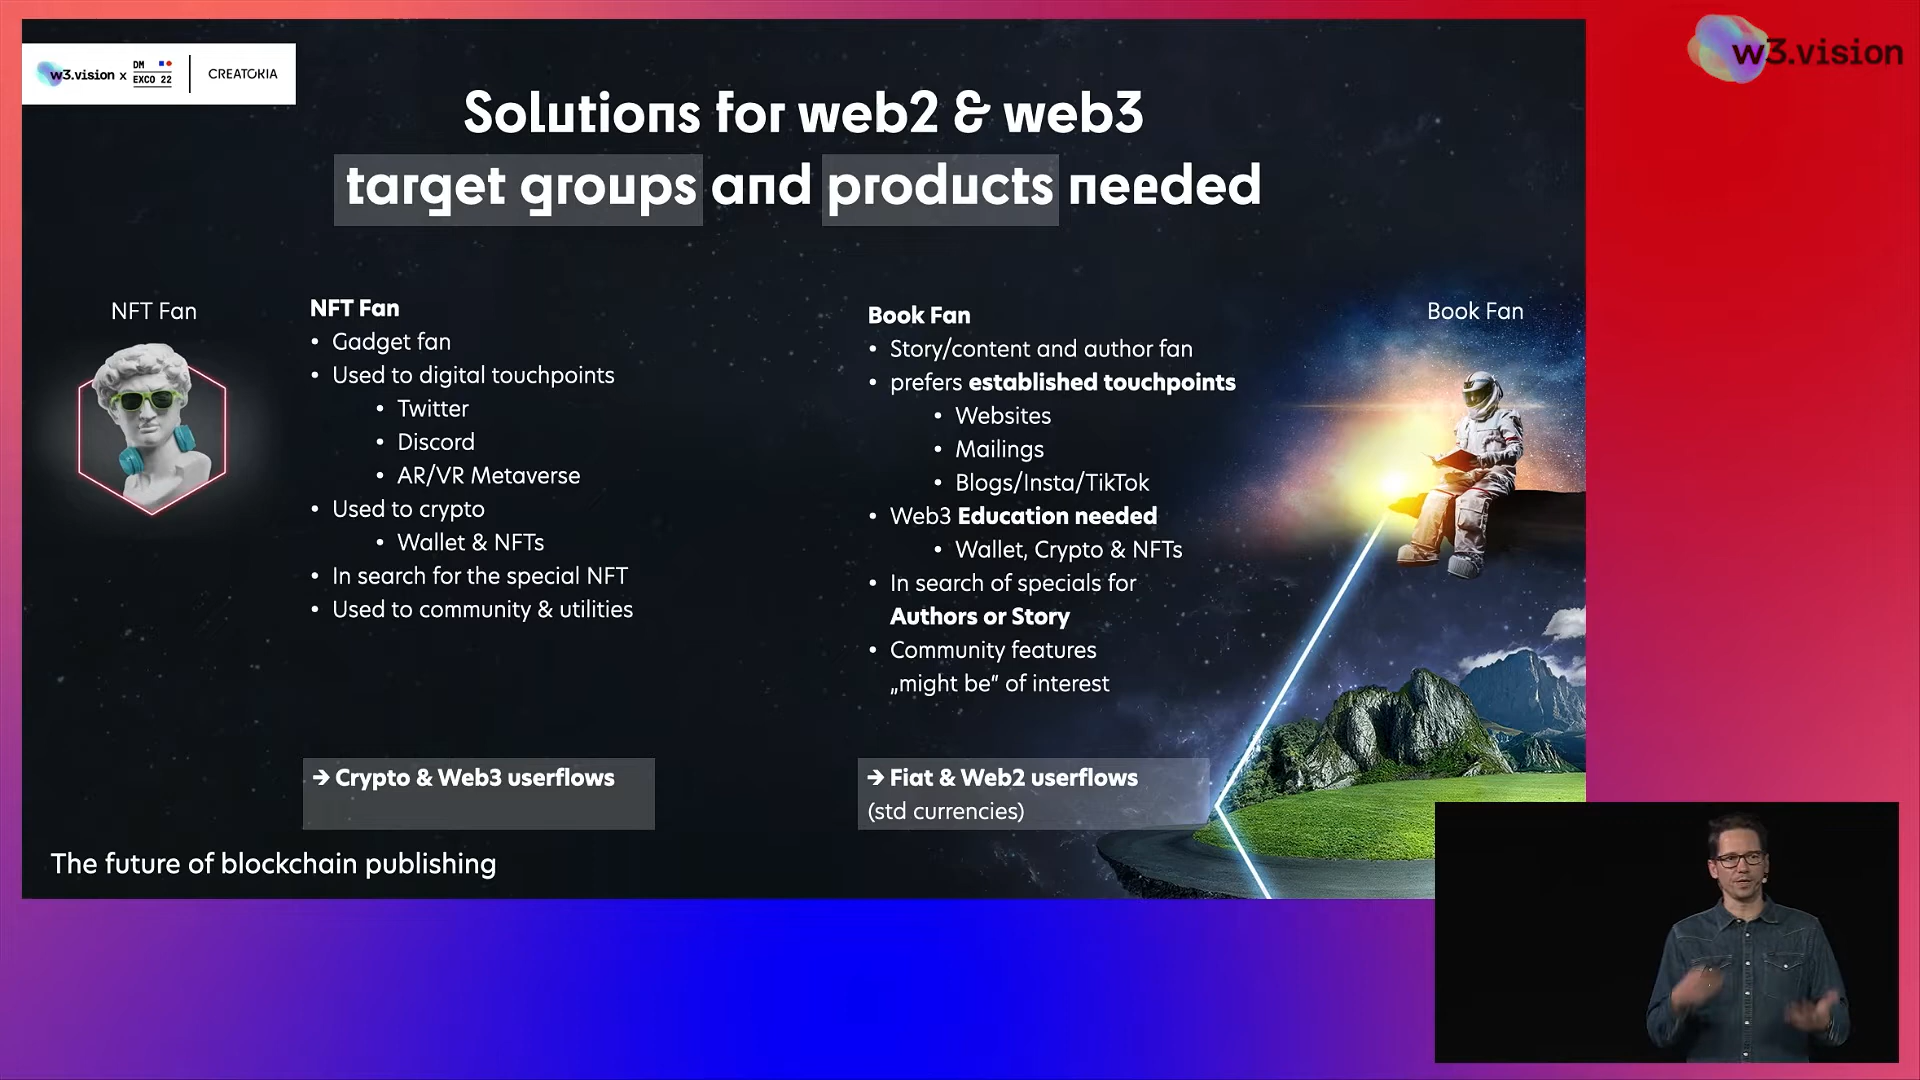 w3.vision x DM EXCO 22 | CREATOKIA
w3.vision
Solutions for web2 & web3
target groups and products needed
NFT Fan
NFT Fan
• Gadget fan
• Used to digital touchpoints
• Twitter
• Discord
• AR/VR Metaverse
• Used to crypto
• Wallet & NFTs
• In search for the special NFT
• Used to community & utilities
→ Crypto & Web3 userflows
Book Fan
• Story/content and author fan
• prefers established touchpoints
• Websites
• Mailings
• Blogs/Insta/TikTok
• Web3 Education needed
• Wallet, Crypto & NFTs
• In search of specials for
Authors or Story
• Community features
„might be” of interest
→ Fiat & Web2 userflows
(std currencies)
Book Fan
The future of blockchain publishing